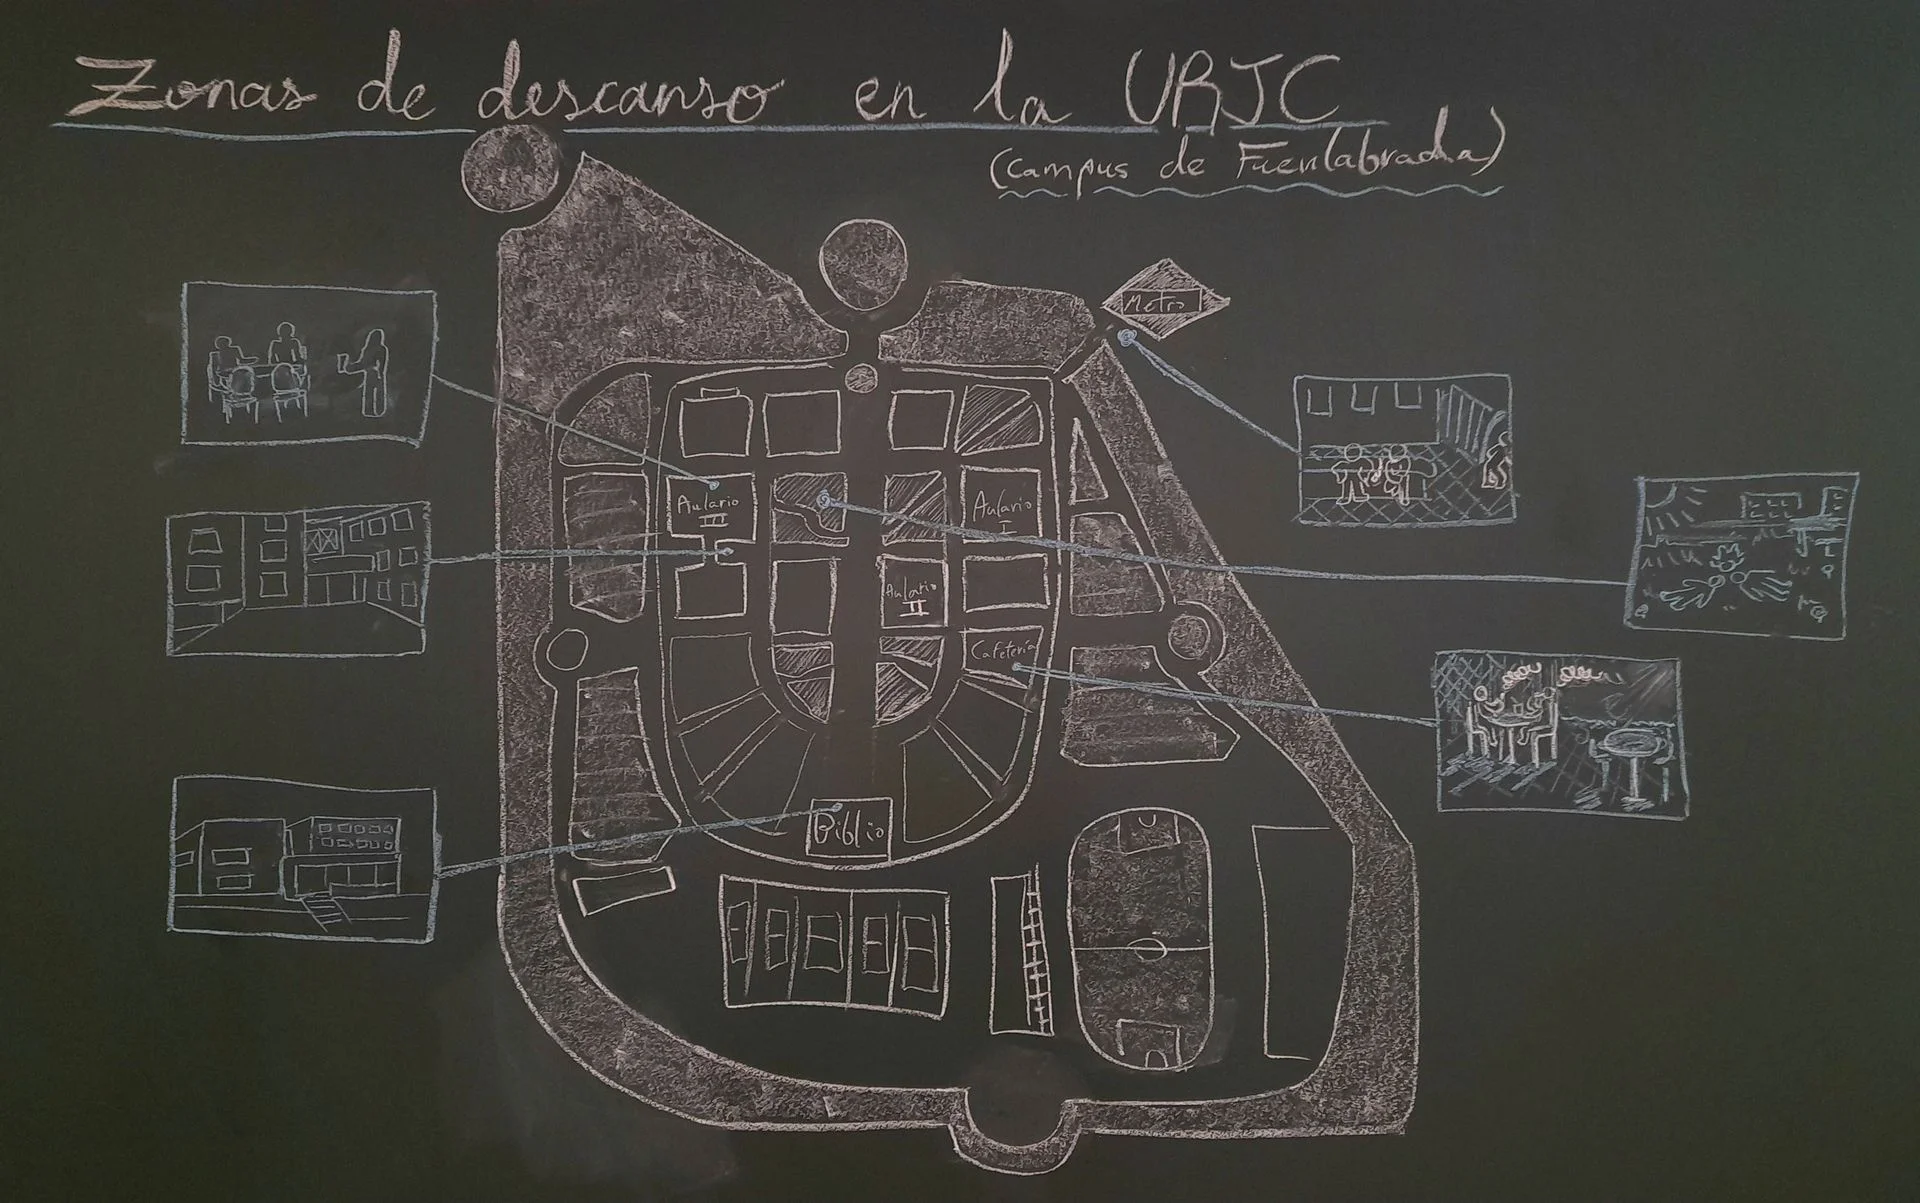 Zonas de descanso en la URJC
(campus de Fuenlabrada)
Metro
Aulario
III
Aulario
I
Aulario
II
Cafetería
Biblio